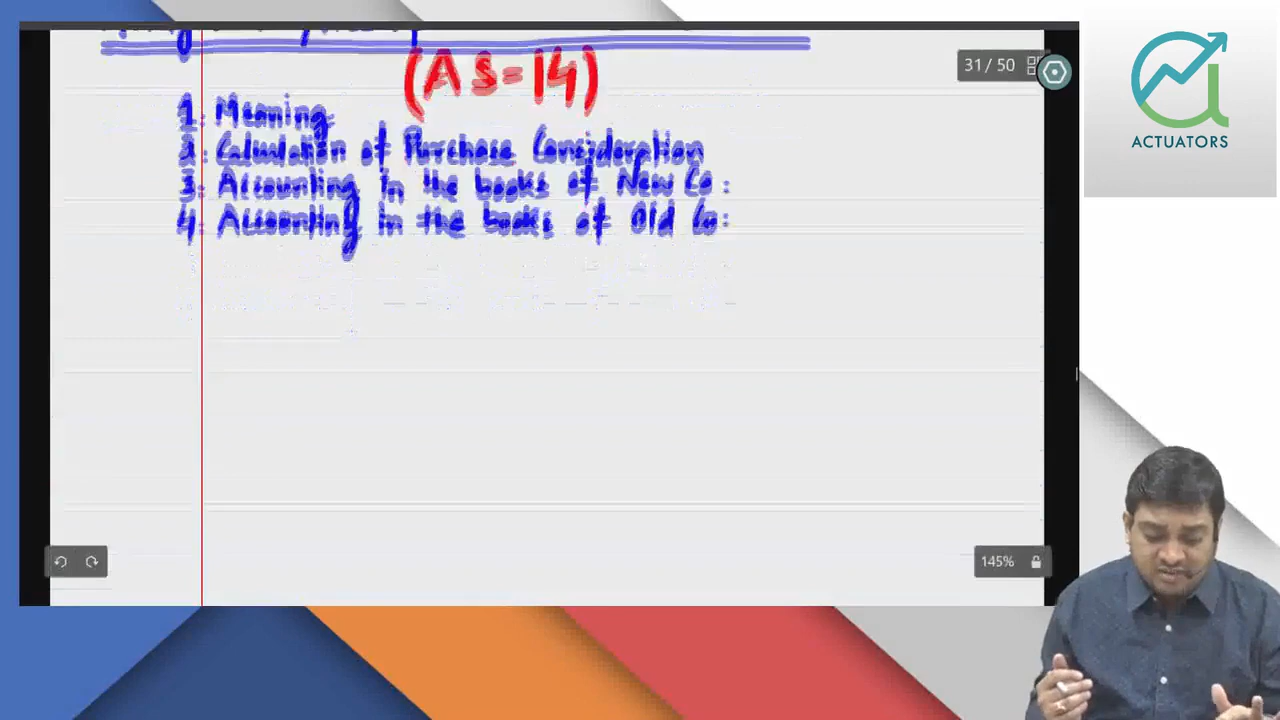 (AS-14)
1. Meaning
2. Calculation of Purchase Consideration
3. Accounting in the books of New Co:
4. Accounting in the books of Old Co:
31 / 50
145%
ACTUATORS